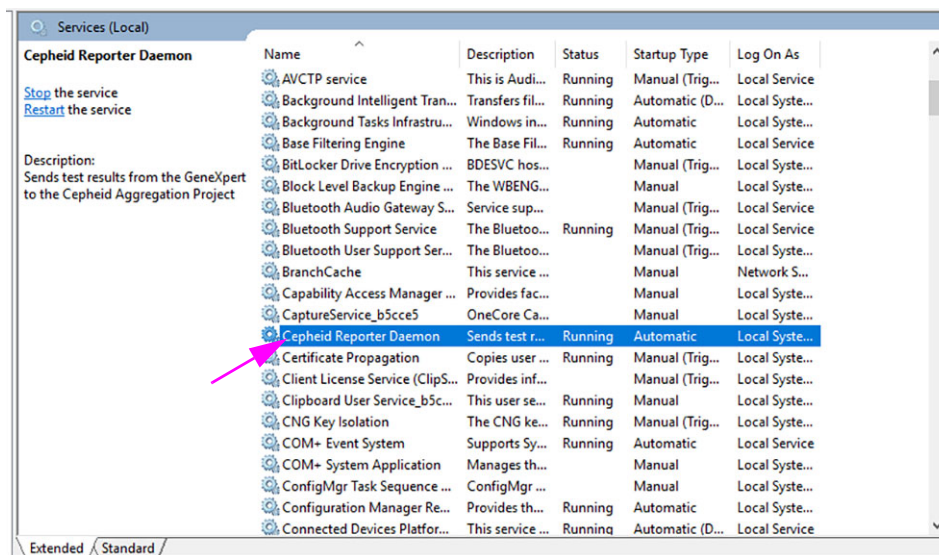 Services (Local)
Cepheid Reporter Daemon
Stop the service
Restart the service
Description:
Sends test results from the GeneXpert
to the Cepheid Aggregation Project
Name Description Status Startup Type Log On As
AVCTP service This is Audi... Running Manual (Trig... Local Service
Background Intelligent Tran... Transfers fil... Running Automatic (D... Local Syste...
Background Tasks Infrastru... Windows in... Running Automatic Local Syste...
Base Filtering Engine The Base Fil... Running Automatic Local Service
BitLocker Drive Encryption ... BDESVC hos... Manual (Trig... Local Syste...
Block Level Backup Engine ... The WBENG... Manual Local Syste...
Bluetooth Audio Gateway S... Service sup... Manual (Trig... Local Service
Bluetooth Support Service The Bluetoo... Running Manual (Trig... Local Service
Bluetooth User Support Ser... The Bluetoo... Manual (Trig... Local Syste...
BranchCache This service ... Manual Network S...
Capability Access Manager ... Provides fac... Manual Local Syste...
CaptureService_b5cce5 OneCore Ca... Manual Local Syste...
Cepheid Reporter Daemon Sends test r... Running Automatic Local Syste...
Certificate Propagation Copies user ... Running Manual (Trig... Local Syste...
Client License Service (ClipS... Provides inf... Manual (Trig... Local Syste...
Clipboard User Service_b5c... This user se... Running Manual Local Syste...
CNG Key Isolation The CNG ke... Running Manual (Trig... Local Syste...
COM+ Event System Supports Sy... Running Automatic Local Service
COM+ System Application Manages th... Manual Local Syste...
ConfigMgr Task Sequence ... ConfigMgr ... Manual Local Syste...
Configuration Manager Re... Provides th... Running Automatic Local Syste...
Connected Devices Platfor... This service ... Running Automatic (D... Local Service
Extended Standard